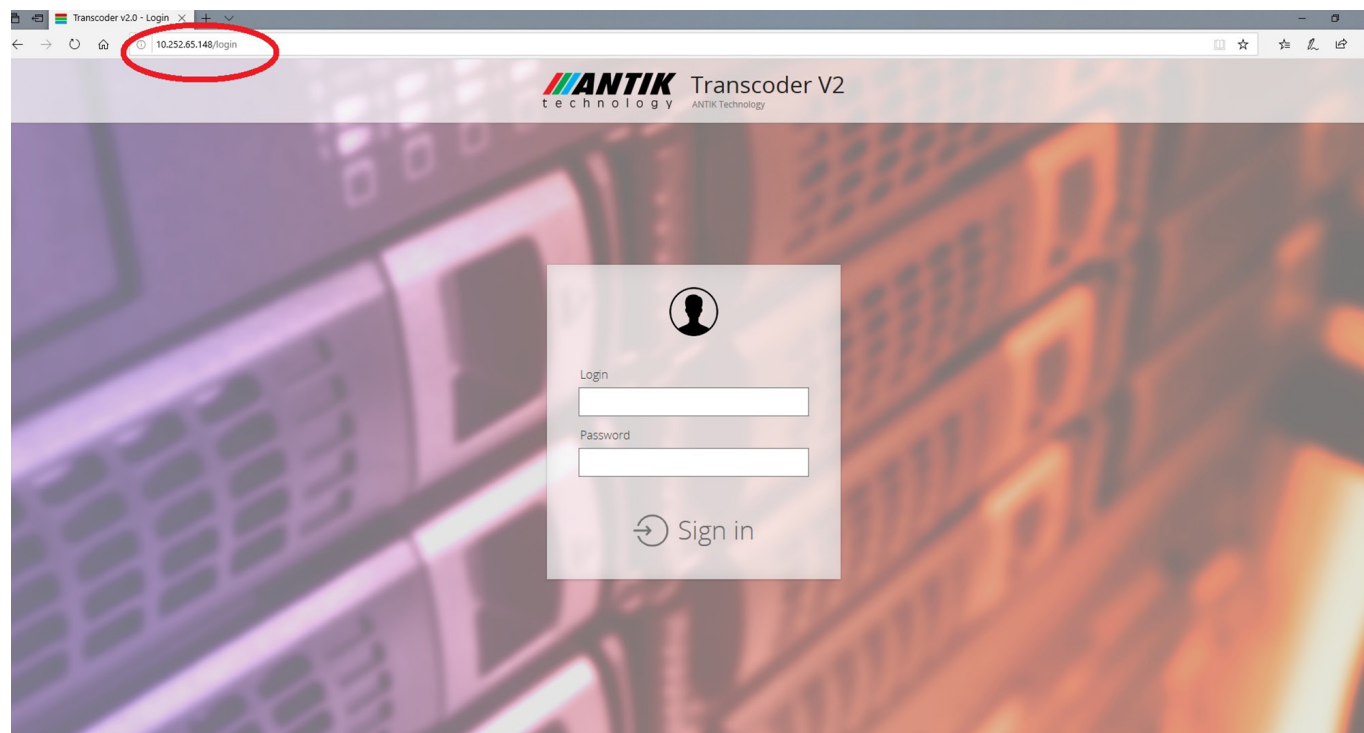 Transcoder v2.0 - Login
10.252.65.148/login
ANTIK
technology
Transcoder V2
ANTIK Technology
Login
Password
Sign in